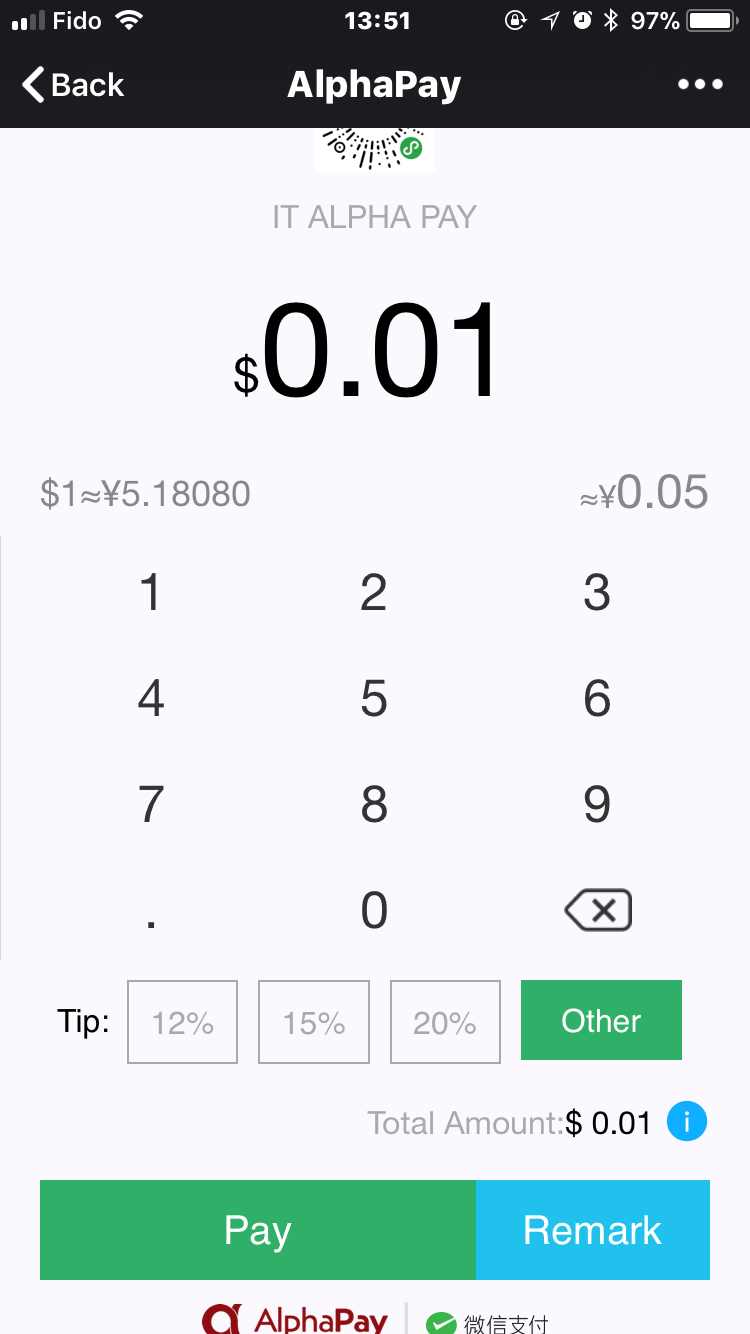 Fido 13:51 97%
Back AlphaPay
IT ALPHA PAY
$0.01
$1≈¥5.18080 ≈¥0.05
1 2 3
4 5 6
7 8 9
. 0
Tip: 12% 15% 20% Other
Total Amount:$ 0.01 i
Pay Remark
AlphaPay 微信支付